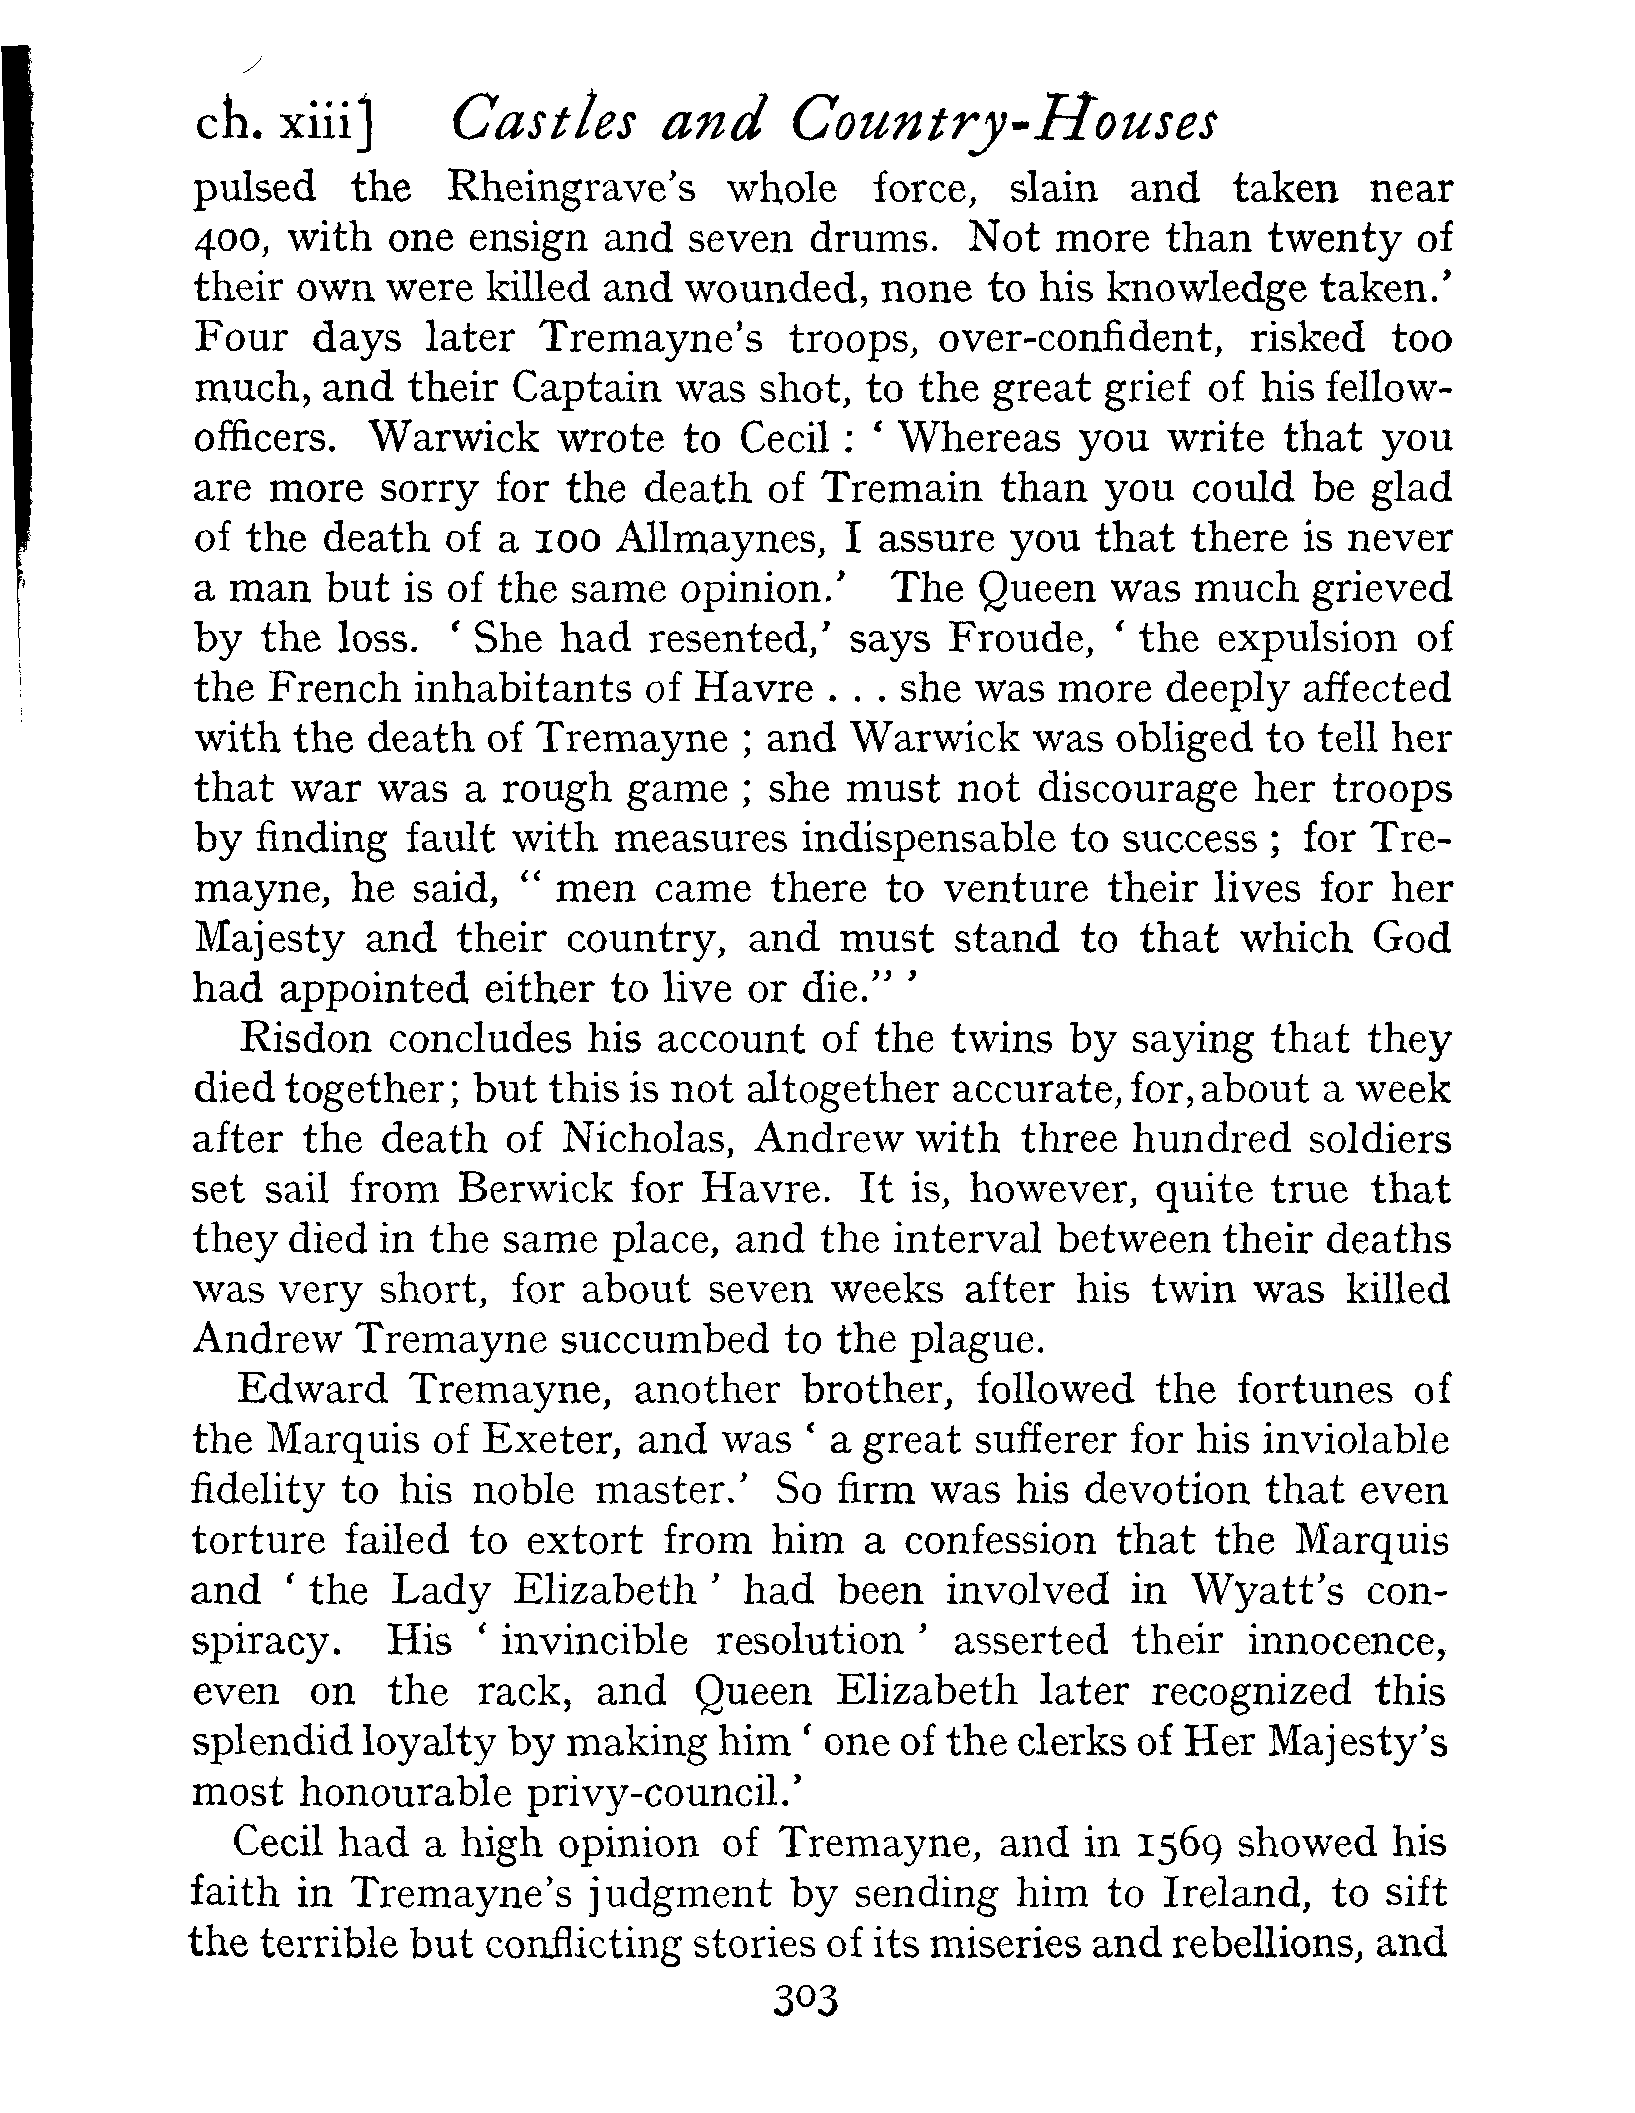 ch. xiii] Castles and Country-Houses
pulsed the Rheingrave's whole force, slain and taken near
400, with one ensign and seven drums. Not more than twenty of
their own were killed and wounded, none to his knowledge taken.'
Four days later Tremayne's troops, over-confident, risked too
much, and their Captain was shot, to the great grief of his fellow-
officers. Warwick wrote to Cecil : ‘ Whereas you write that you
are more sorry for the death of Tremain than you could be glad
of the death of a 100 Allmaynes, I assure you that there is never
a man but is of the same opinion.’ The Queen was much grieved
by the loss. ‘ She had resented,’ says Froude, ‘ the expulsion of
the French inhabitants of Havre . . . she was more deeply affected
with the death of Tremayne ; and Warwick was obliged to tell her
that war was a rough game ; she must not discourage her troops
by finding fault with measures indispensable to success ; for Tre-
mayne, he said, “ men came there to venture their lives for her
Majesty and their country, and must stand to that which God
had appointed either to live or die.” ’
Risdon concludes his account of the twins by saying that they
died together; but this is not altogether accurate, for, about a week
after the death of Nicholas, Andrew with three hundred soldiers
set sail from Berwick for Havre. It is, however, quite true that
they died in the same place, and the interval between their deaths
was very short, for about seven weeks after his twin was killed
Andrew Tremayne succumbed to the plague.
Edward Tremayne, another brother, followed the fortunes of
the Marquis of Exeter, and was ‘ a great sufferer for his inviolable
fidelity to his noble master.’ So firm was his devotion that even
torture failed to extort from him a confession that the Marquis
and ‘ the Lady Elizabeth ’ had been involved in Wyatt's con-
spiracy. His ‘ invincible resolution ’ asserted their innocence,
even on the rack, and Queen Elizabeth later recognized this
splendid loyalty by making him ‘ one of the clerks of Her Majesty's
most honourable privy-council.’
Cecil had a high opinion of Tremayne, and in 1569 showed his
faith in Tremayne's judgment by sending him to Ireland, to sift
the terrible but conflicting stories of its miseries and rebellions, and
303